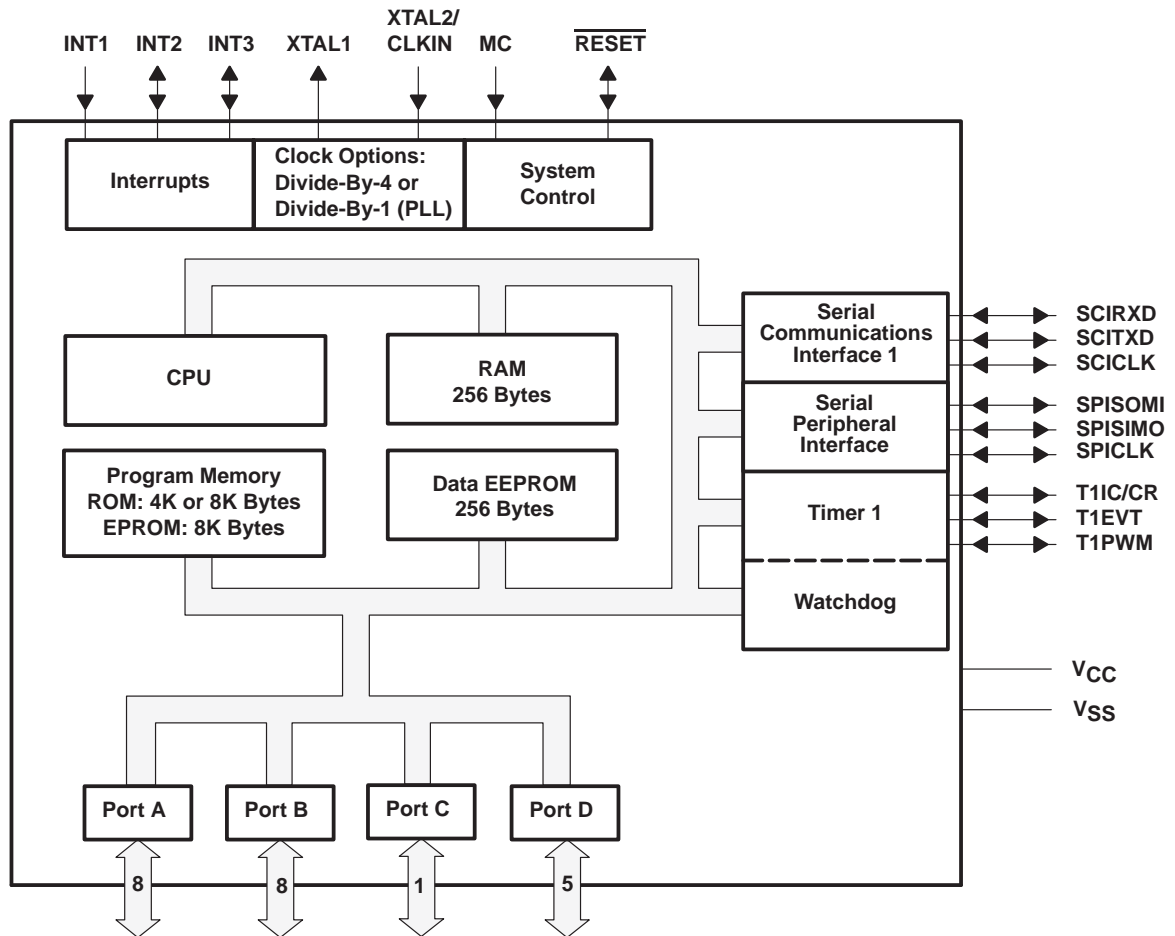 INT1 INT2 INT3 XTAL1 XTAL2/
CLKIN MC RESET
Interrupts
Clock Options:
Divide-By-4 or
Divide-By-1 (PLL)
System
Control
CPU
RAM
256 Bytes
Program Memory
ROM: 4K or 8K Bytes
EPROM: 8K Bytes
Data EEPROM
256 Bytes
Serial
Communications
Interface 1
Serial
Peripheral
Interface
Timer 1
Watchdog
SCIRXD
SCITXD
SCICLK
SPISOMI
SPISIMO
SPICLK
T1IC/CR
T1EVT
T1PWM
VCC
VSS
Port A
Port B
Port C
Port D
8
8
1
5